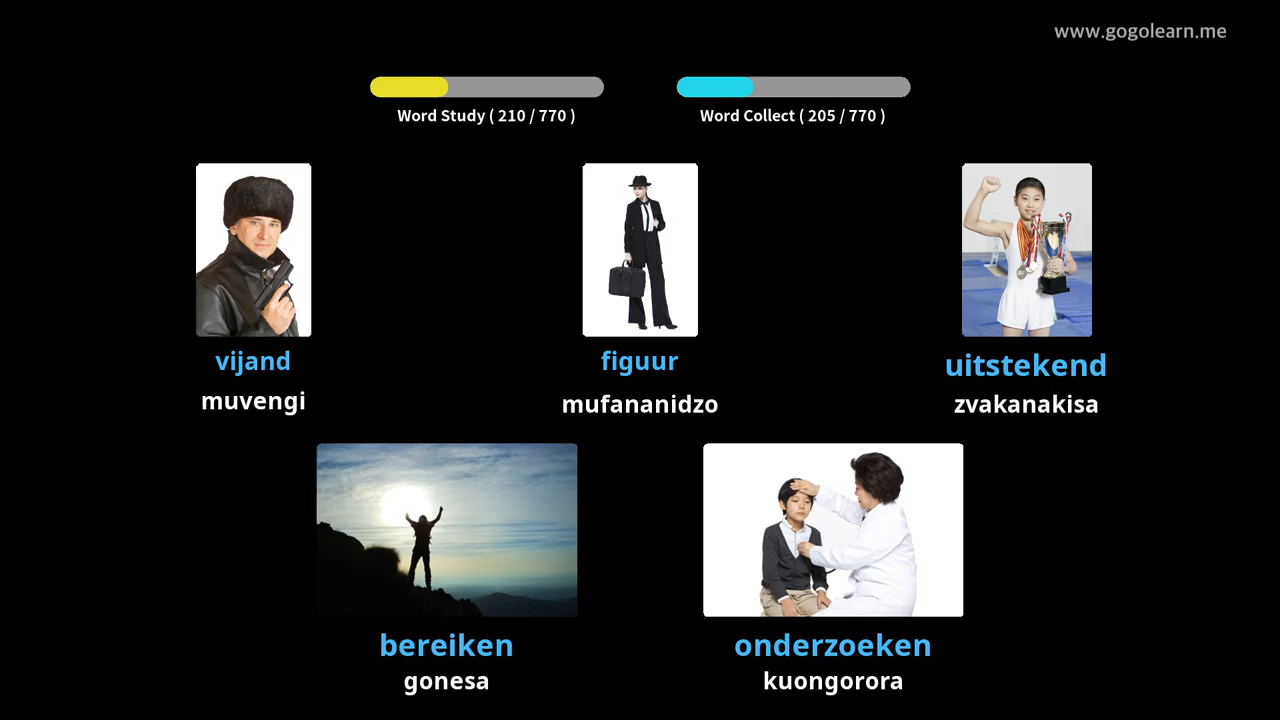 www.gogolearn.me
Word Study ( 210 / 770 )
Word Collect ( 205 / 770 )
vijand
muvengi
figuur
mufananidzo
uitstekend
zvakanakisa
bereiken
gonesa
onderzoeken
kuongorora